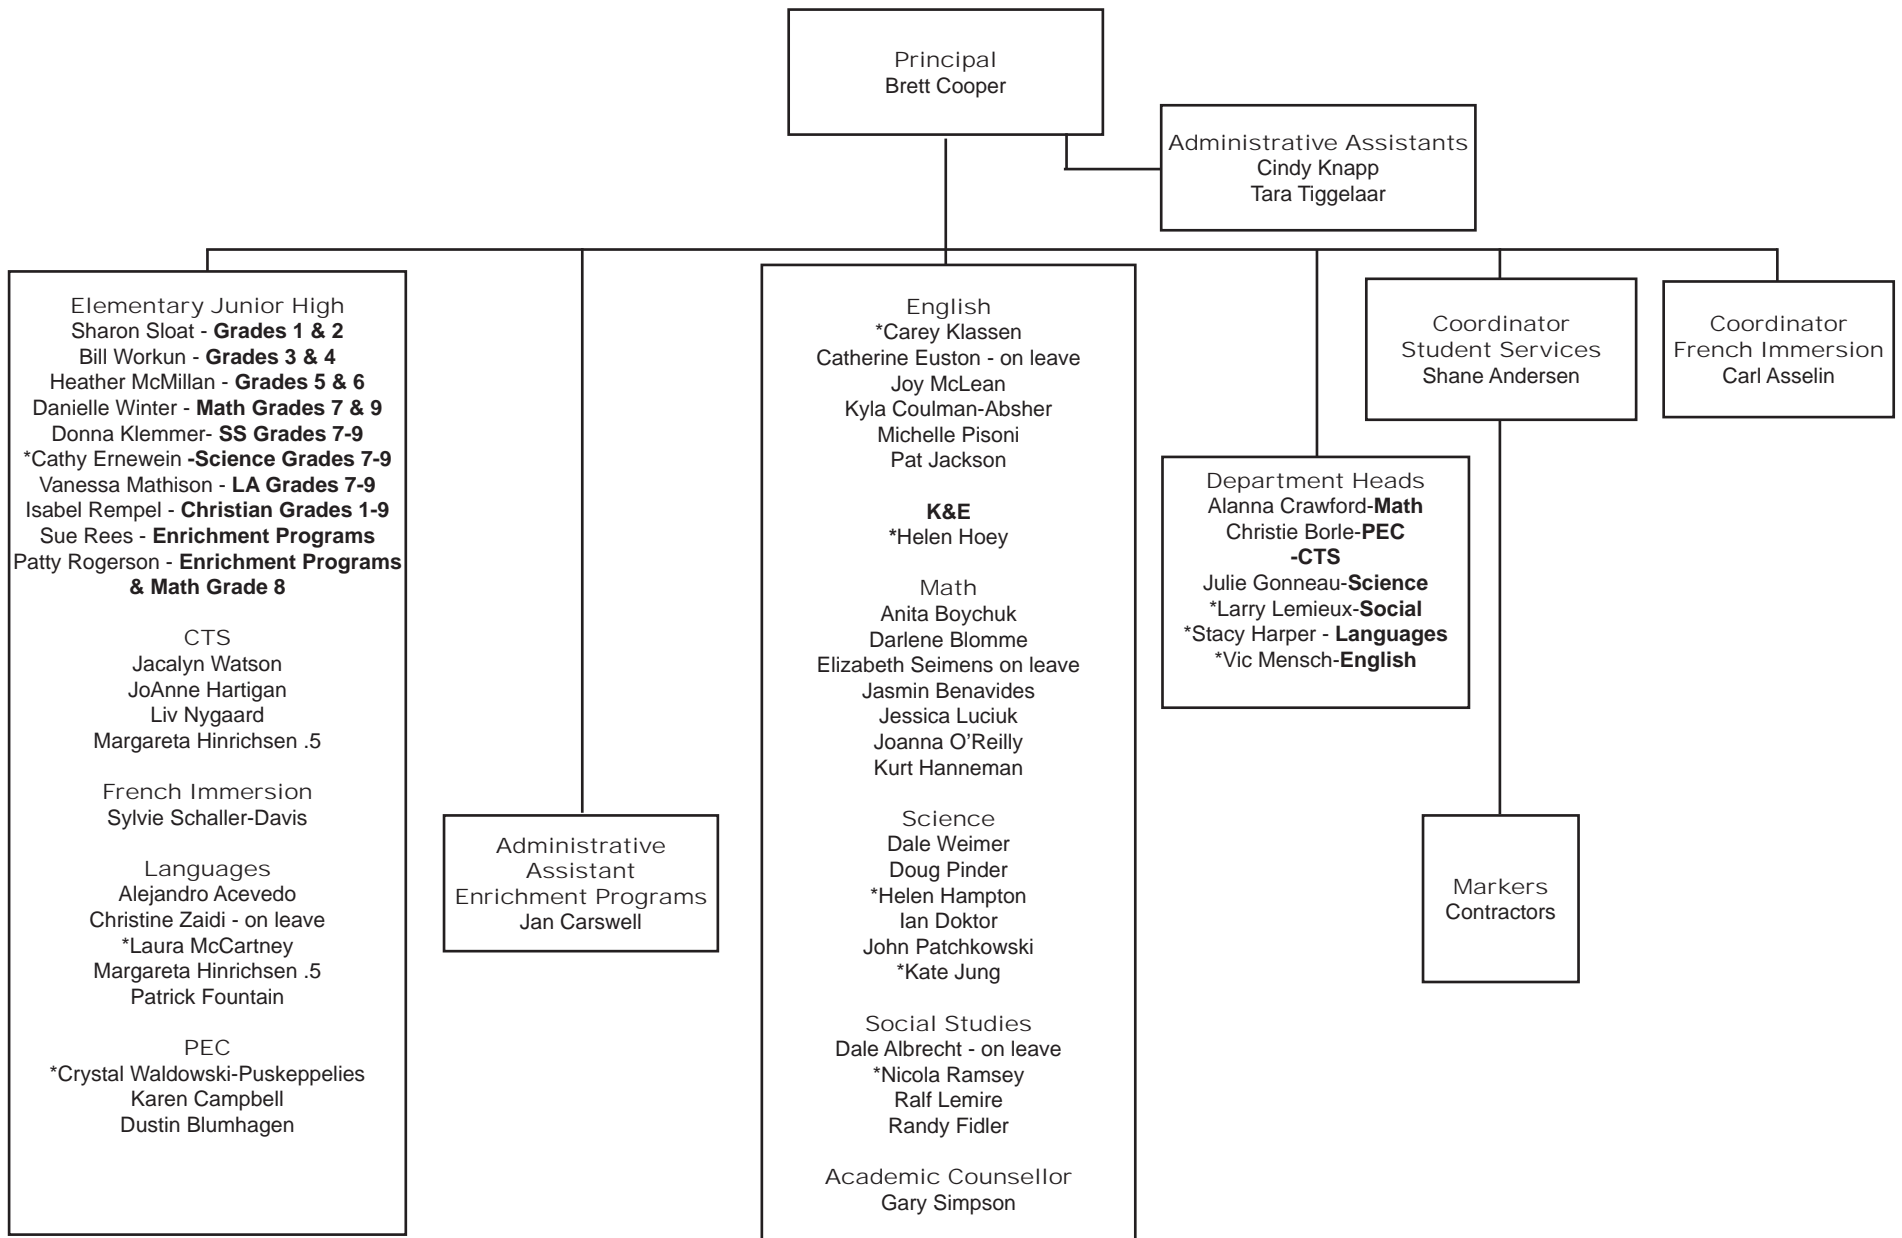 Principal
Brett Cooper
Administrative Assistants
Cindy Knapp
Tara Tiggelaar
Elementary Junior High
Sharon Sloat - Grades 1 & 2
Bill Workun - Grades 3 & 4
Heather McMillan - Grades 5 & 6
Danielle Winter - Math Grades 7 & 9
Donna Klemmer- SS Grades 7-9
*Cathy Ernewein -Science Grades 7-9
Vanessa Mathison - LA Grades 7-9
Isabel Rempel - Christian Grades 1-9
Sue Rees - Enrichment Programs
Patty Rogerson - Enrichment Programs
& Math Grade 8
CTS
Jacalyn Watson
JoAnne Hartigan
Liv Nygaard
Margareta Hinrichsen .5
French Immersion
Sylvie Schaller-Davis
Languages
Alejandro Acevedo
Christine Zaidi - on leave
*Laura McCartney
Margareta Hinrichsen .5
Patrick Fountain
PEC
*Crystal Waldowski-Puskeppelies
Karen Campbell
Dustin Blumhagen
Administrative
Assistant
Enrichment Programs
Jan Carswell
English
*Carey Klassen
Catherine Euston - on leave
Joy McLean
Kyla Coulman-Absher
Michelle Pisoni
Pat Jackson
K&E
*Helen Hoey
Math
Anita Boychuk
Darlene Blomme
Elizabeth Seimens on leave
Jasmin Benavides
Jessica Luciuk
Joanna O'Reilly
Kurt Hanneman
Science
Dale Weimer
Doug Pinder
*Helen Hampton
Ian Doktor
John Patchkowski
*Kate Jung
Social Studies
Dale Albrecht - on leave
*Nicola Ramsey
Ralf Lemire
Randy Fidler
Academic Counsellor
Gary Simpson
Department Heads
Alanna Crawford-Math
Christie Borle-PEC
-CTS
Julie Gonneau-Science
*Larry Lemieux-Social
*Stacy Harper - Languages
*Vic Mensch-English
Coordinator
Student Services
Shane Andersen
Markers
Contractors
Coordinator
French Immersion
Carl Asselin